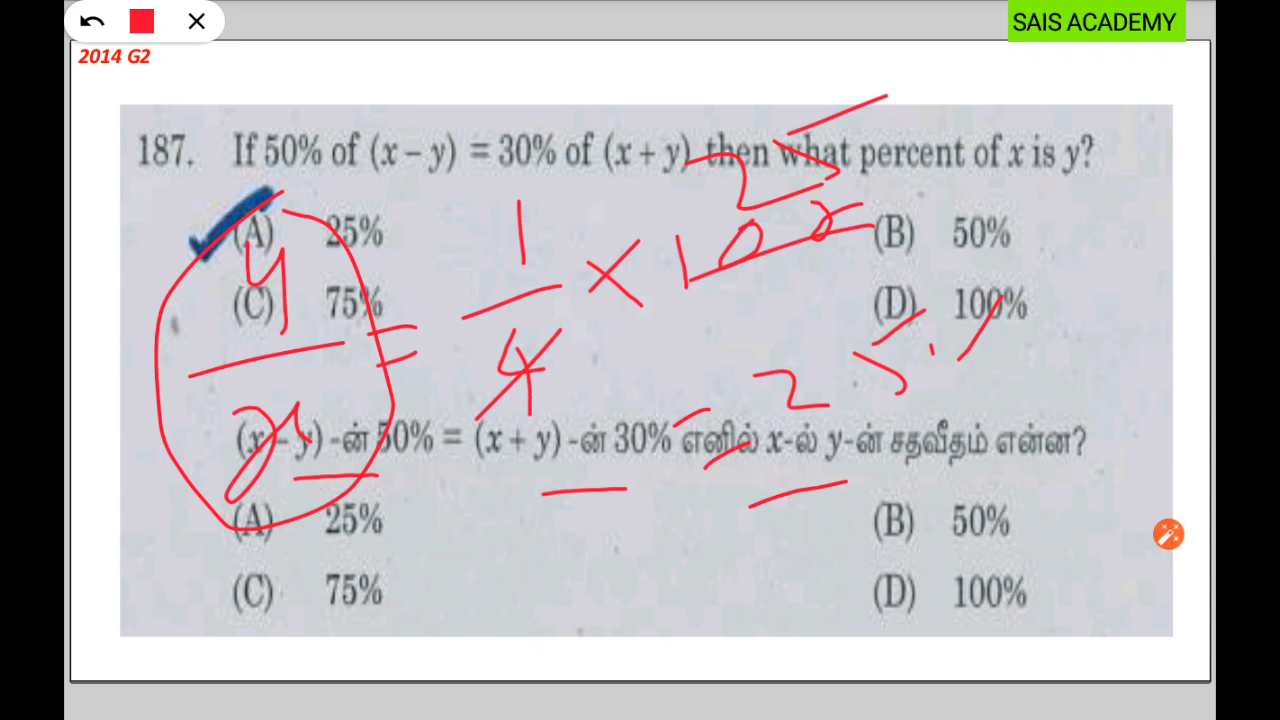 SAIS ACADEMY
2014 G2
187. If 50% of (x – y) = 30% of (x + y) then what percent of x is y?
(A) 25% (B) 50%
(C) 75% (D) 100%
y/x = 1/4 × 100 25
= 25%
(x – y) -ன் 50% = (x + y) -ன் 30% எனில் x-ல் y-ன் சதவீதம் என்ன?
(A) 25% (B) 50%
(C) 75% (D) 100%